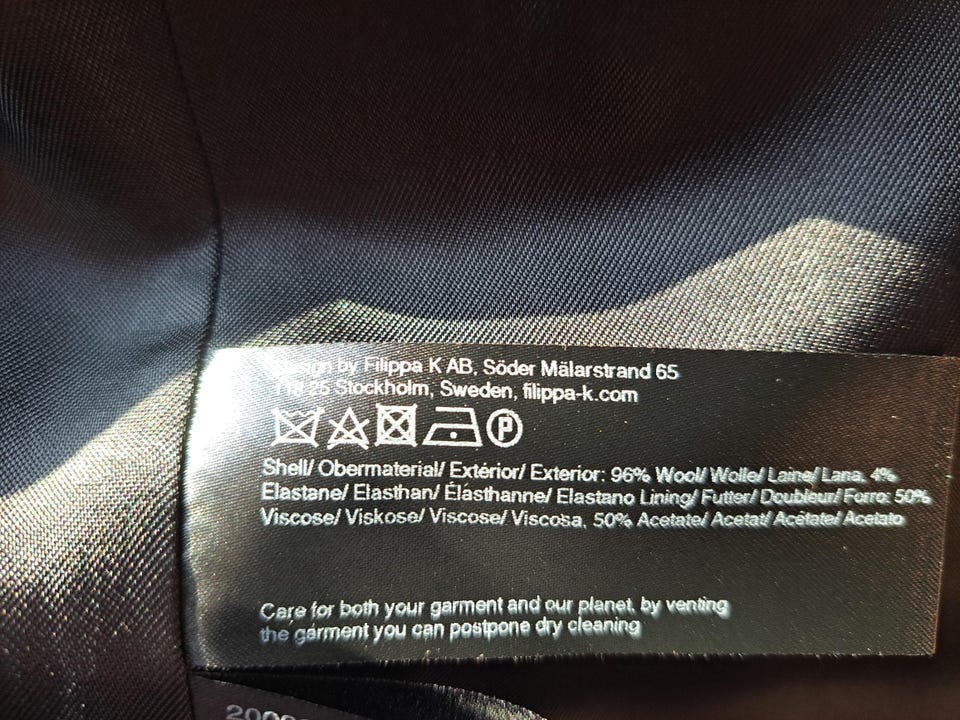 Design by Filippa K AB, Söder Mälarstrand 65
118 25 Stockholm, Sweden, filippa-k.com
P
Shell/ Obermaterial/ Extérior/ Exterior: 96% Wool/ Wolle/ Laine/ Lana, 4%
Elastane/ Elasthan/ Élasthanne/ Elastano Lining/ Futter/ Doubleur/ Forro: 50%
Viscose/ Viskose/ Viscose/ Viscosa, 50% Acetate/ Acetat/ Acétate/ Acetato
Care for both your garment and our planet, by venting
the garment you can postpone dry cleaning